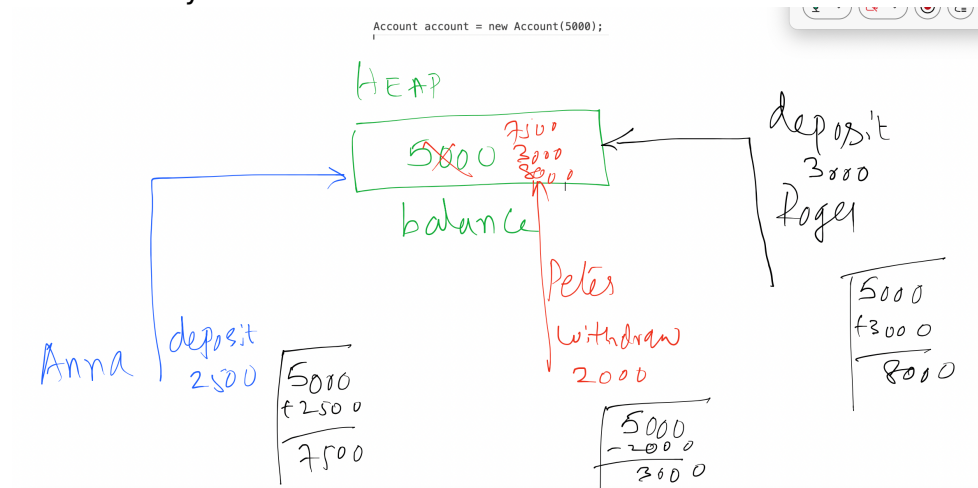 Account account = new Account(5000);
HEAP
5000
7500
3000
8000
balance
deposit
3000
Roger
5000
+3000
8000
Anna
deposit
2500
5000
+2500
7500
Peter
withdraw
2000
5000
-2000
3000